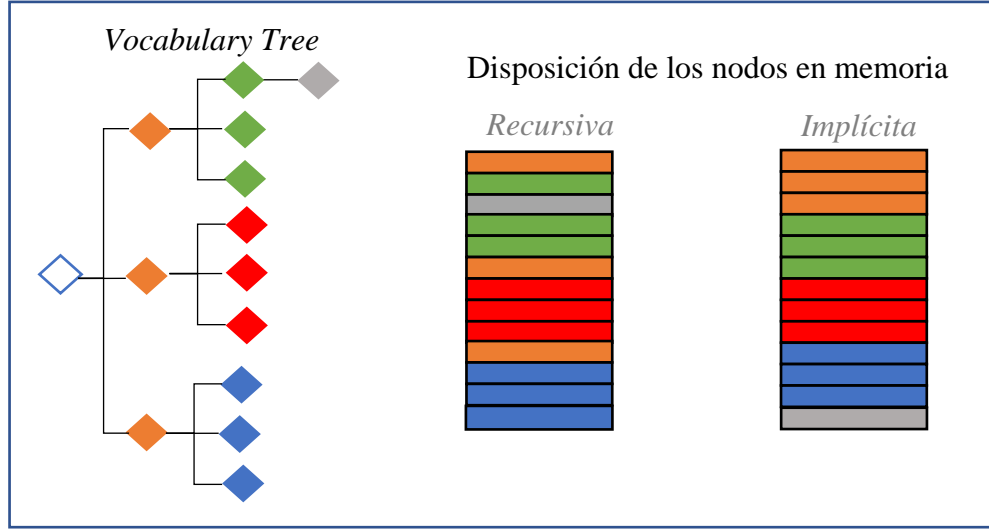 Vocabulary Tree
Disposición de los nodos en memoria
Recursiva
Implícita